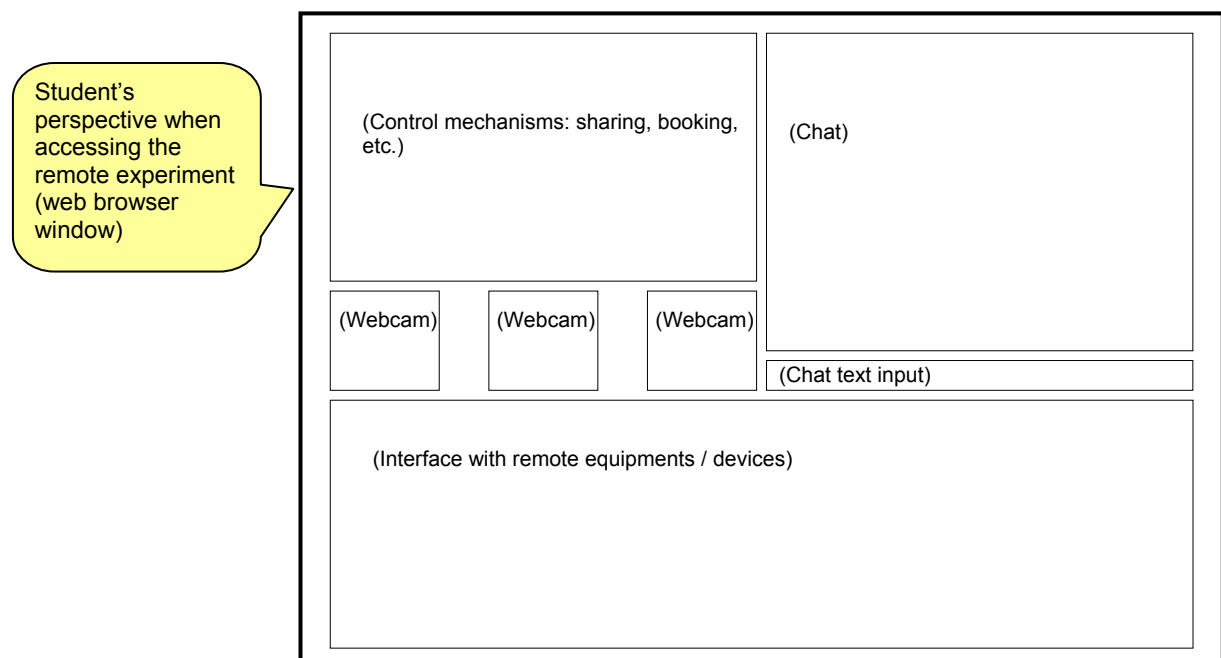 Student’s
perspective when
accessing the
remote experiment
(web browser
window)
(Control mechanisms: sharing, booking,
etc.)
(Chat)
(Webcam)
(Webcam)
(Webcam)
(Chat text input)
(Interface with remote equipments / devices)